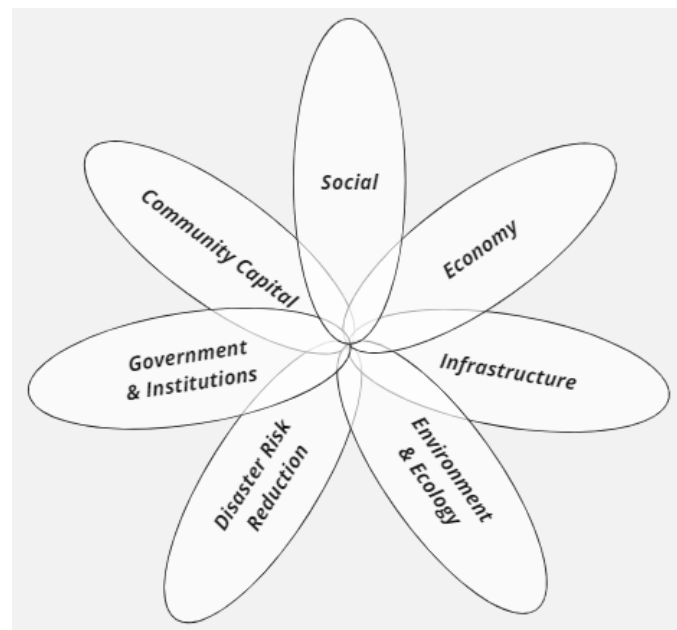 Social
Economy
Infrastructure
Environment
& Ecology
Disaster Risk
Reduction
Government
& Institutions
Community Capital